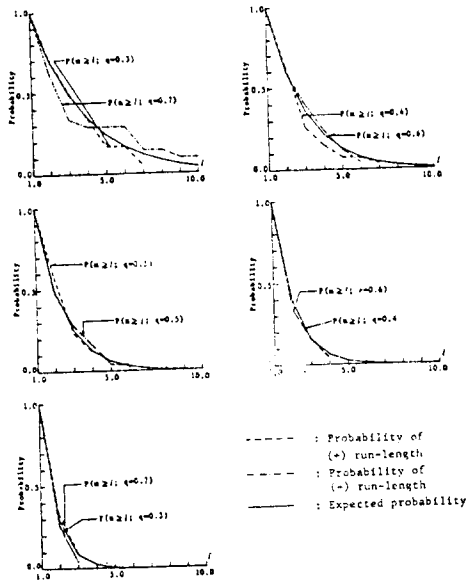 1.0
P(n≥l; q=0.3)
0.5
P(n≥l; q=0.7)
Probability
0.0
1.0
5.0
10.0
l
1.0
0.5
P(n≥l; q=0.4)
P(n≥l; q=0.6)
Probability
0.0
1.0
5.0
10.0
l
1.0
0.5
P(n≥l; q=0.5)
Probability
0.0
1.0
5.0
10.0
l
1.0
P(n≥l;
P(n≥l; q=0.4
Probability
5.0
10.0
l
1.0
0.5
P(n≥l; q=0.7)
P(n≥l; q=0.3)
Probability
0.0
1.0
5.0
10.0
l
: Probability of
(+) run-length
: Probability of
(−) run-length
: Expected probability